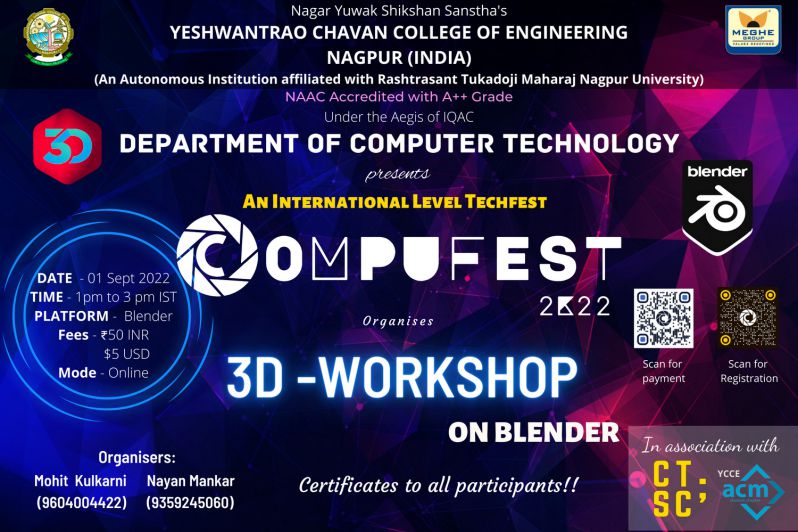 Nagar Yuwak Shikshan Sanstha's
YESHWANTRAO CHAVAN COLLEGE OF ENGINEERING
NAGPUR (INDIA)
(An Autonomous Institution affiliated with Rashtrasant Tukadoji Maharaj Nagpur University)
NAAC Accredited with A++ Grade
Under the Aegis of IQAC
MEGHE
GROUP
VALUES REDEFINED
3D
DEPARTMENT OF COMPUTER TECHNOLOGY
presents
AN INTERNATIONAL LEVEL TECHFEST
blender
COMPUFEST
2K22
DATE - 01 Sept 2022
TIME - 1pm to 3 pm IST
PLATFORM - Blender
Fees - ₹50 INR
$5 USD
Mode - Online
Organises
3D -WORKSHOP
ON BLENDER
Scan for
payment
Scan for
Registration
Organisers:
Mohit Kulkarni Nayan Mankar
(9604004422) (9359245060)
Certificates to all participants!!
In association with
CT;
SC
YCCE
acm